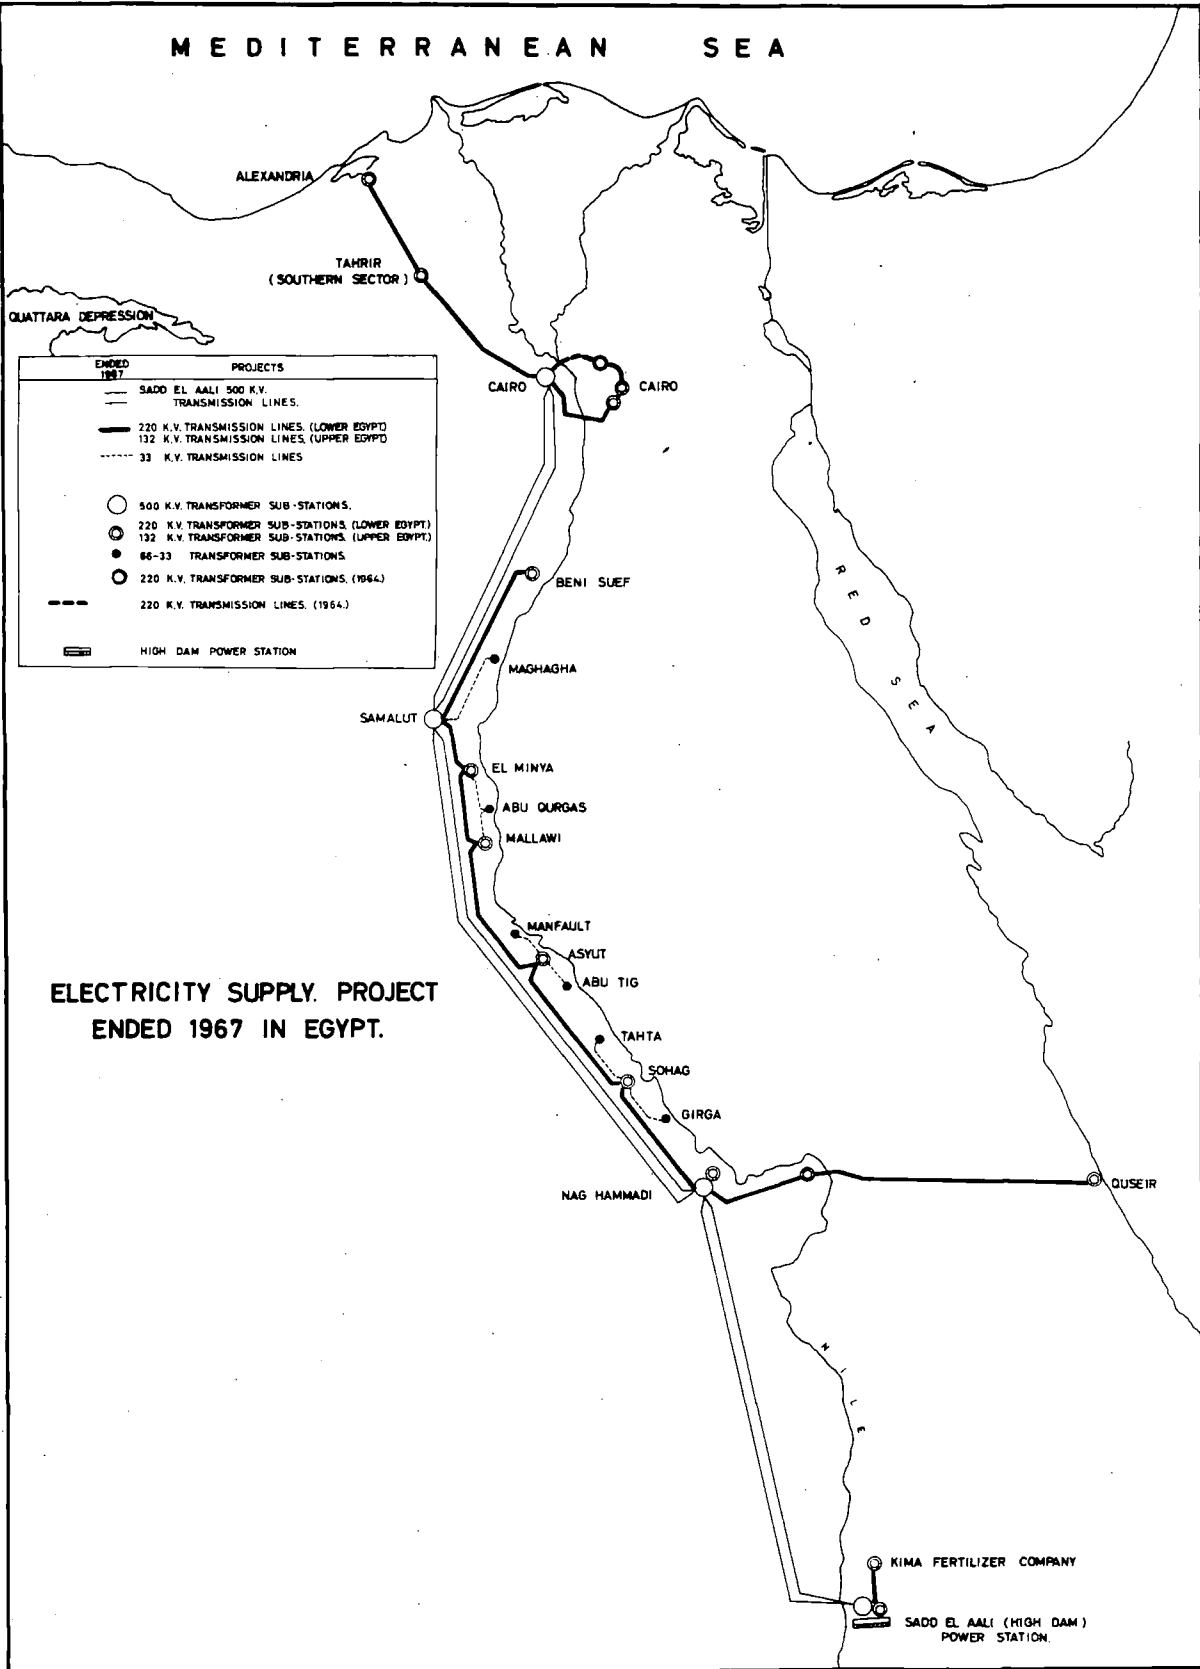 MEDITERRANEAN SEA
ALEXANDRIA
TAHRIR
(SOUTHERN SECTOR)
QUATTARA DEPRESSION
ENDED
1967
PROJECTS
SADD EL AALI 500 K.V.
TRANSMISSION LINES.
220 K.V. TRANSMISSION LINES. (LOWER EGYPT)
132 K.V. TRANSMISSION LINES. (UPPER EGYPT)
33 K.V. TRANSMISSION LINES
500 K.V. TRANSFORMER SUB-STATIONS.
220 K.V. TRANSFORMER SUB-STATIONS. (LOWER EGYPT.)
132 K.V. TRANSFORMER SUB-STATIONS. (UPPER EGYPT.)
66-33 TRANSFORMER SUB-STATIONS
220 K.V. TRANSFORMER SUB-STATIONS. (1964)
220 K.V. TRANSMISSION LINES. (1964.)
HIGH DAM POWER STATION
CAIRO
CAIRO
BENI SUEF
RED SEA
MAGHAGHA
SAMALUT
EL MINYA
ABU QURGAS
MALLAWI
MANFAULT
ASYUT
ABU TIG
ELECTRICITY SUPPLY. PROJECT
ENDED 1967 IN EGYPT.
TAHTA
SOHAG
GIRGA
NAG HAMMADI
QUSEIR
NILE
KIMA FERTILIZER COMPANY
SADD EL AALI (HIGH DAM)
POWER STATION.